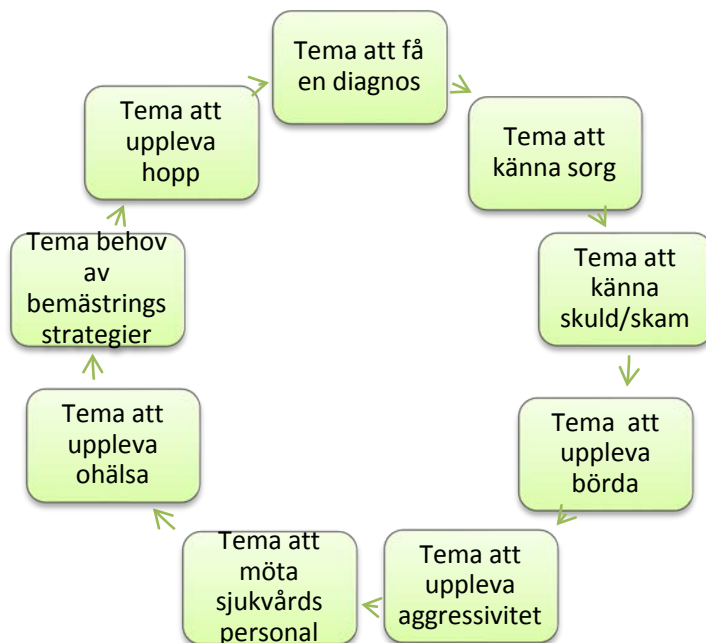 Tema att få
en diagnos
Tema att
känna sorg
Tema att
känna
skuld/skam
Tema att
uppleva
börda
Tema att
uppleva
aggressivitet
Tema att
möta
sjukvårds
personal
Tema att
uppleva
ohälsa
Tema behov
av
bemästrings
strategier
Tema att
uppleva
hopp